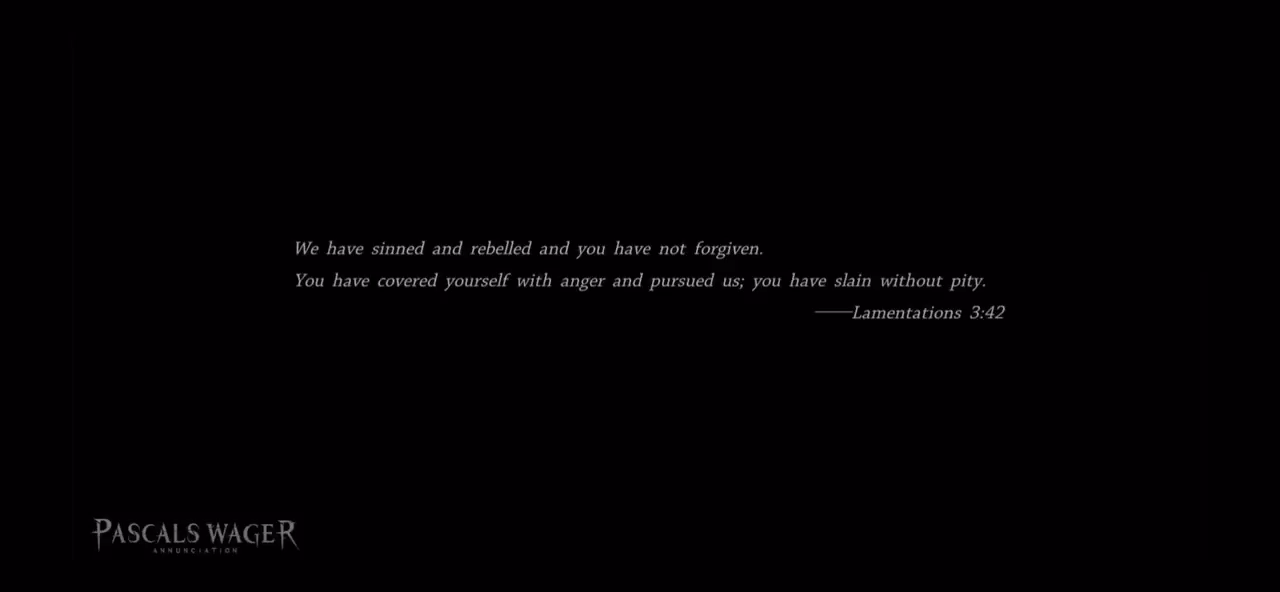 We have sinned and rebelled and you have not forgiven.
You have covered yourself with anger and pursued us; you have slain without pity.
——Lamentations 3:42
PASCALS WAGER
ANNUNCIATION